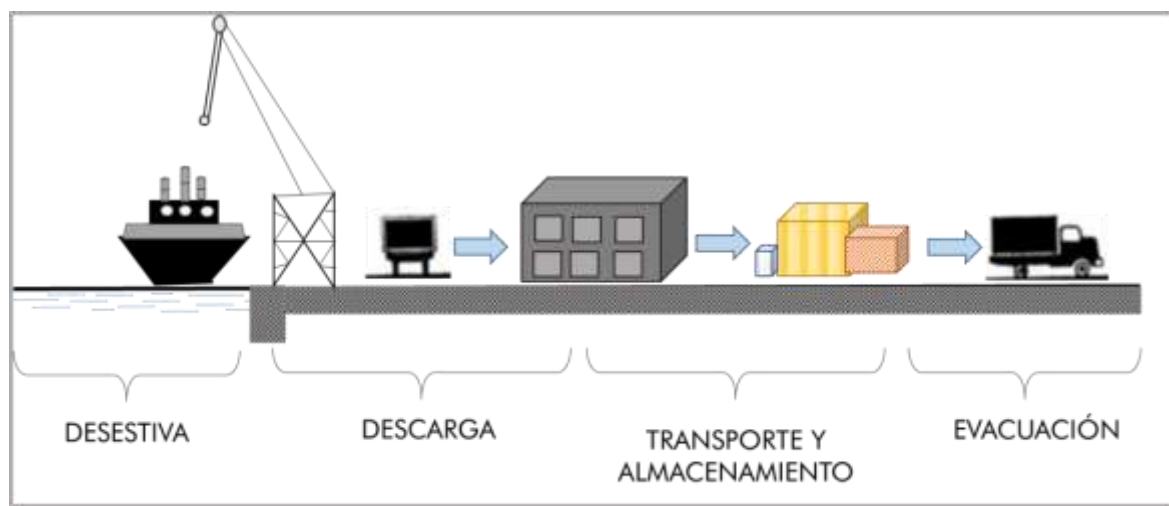 DESESTIVA
DESCARGA
TRANSPORTE Y
ALMACENAMIENTO
EVACUACIÓN